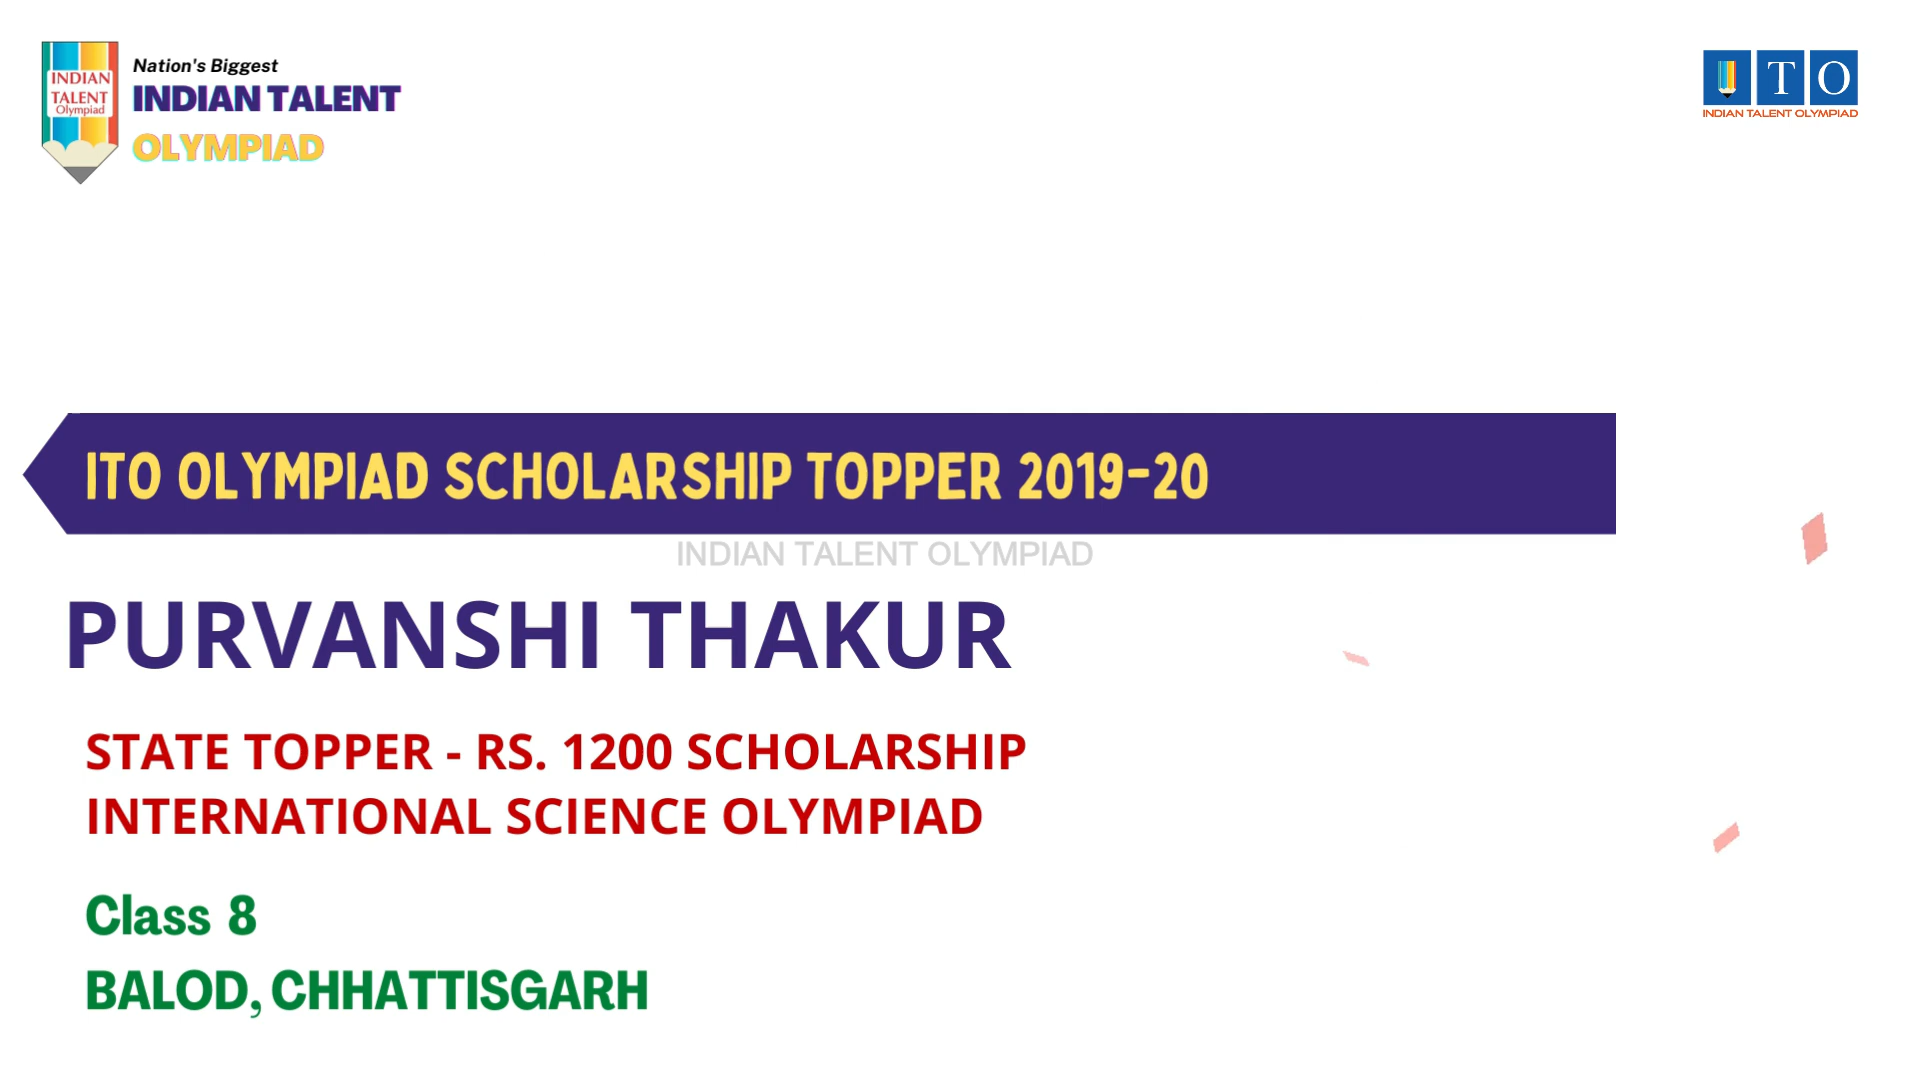 INDIAN
TALENT
Olympiad
Nation's Biggest
INDIAN TALENT
OLYMPIAD
T O
INDIAN TALENT OLYMPIAD
ITO OLYMPIAD SCHOLARSHIP TOPPER 2019-20
INDIAN TALENT OLYMPIAD
PURVANSHI THAKUR
STATE TOPPER - RS. 1200 SCHOLARSHIP
INTERNATIONAL SCIENCE OLYMPIAD
Class 8
BALOD, CHHATTISGARH